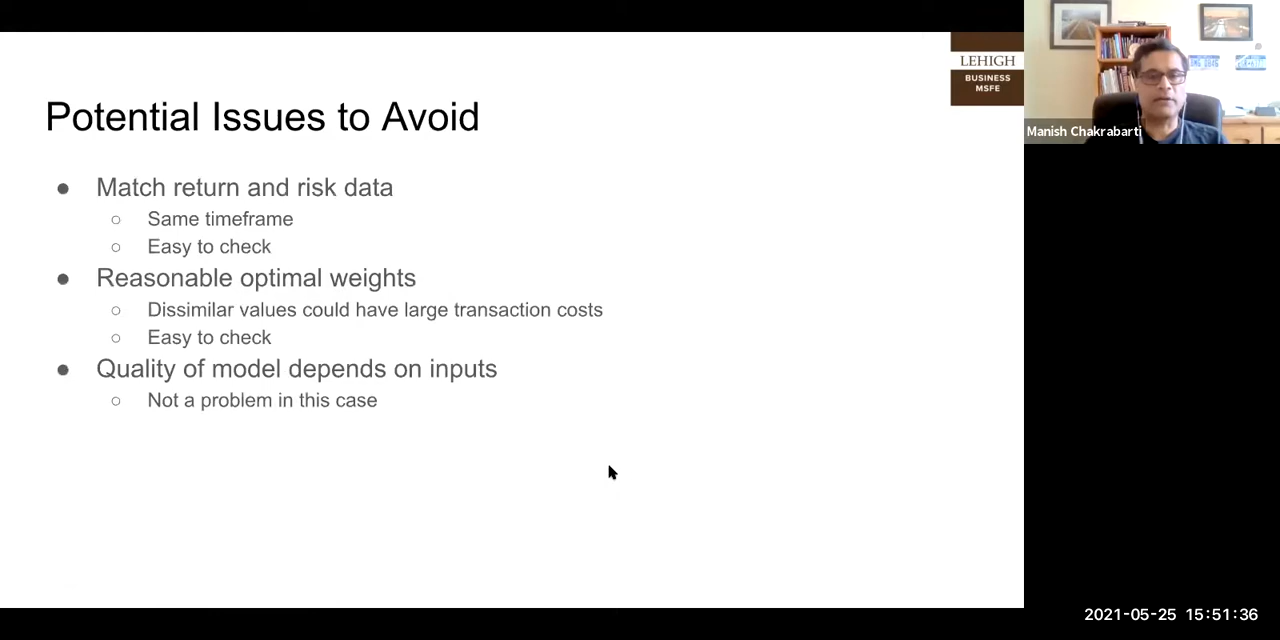 LEHIGH
BUSINESS
MSFE
Potential Issues to Avoid
● Match return and risk data
○ Same timeframe
○ Easy to check
● Reasonable optimal weights
○ Dissimilar values could have large transaction costs
○ Easy to check
● Quality of model depends on inputs
○ Not a problem in this case
Manish Chakrabarti
2021-05-25 15:51:36